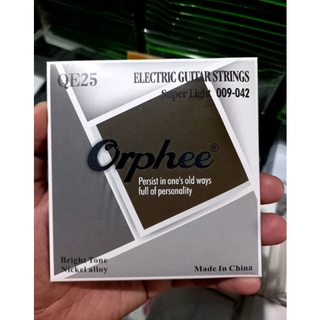 QE25
ELECTRIC GUITAR STRINGS
Super Light 009-042
Orphee®
Persist in one's old ways
full of personality
Bright Tone
Nickel alloy
Made In China